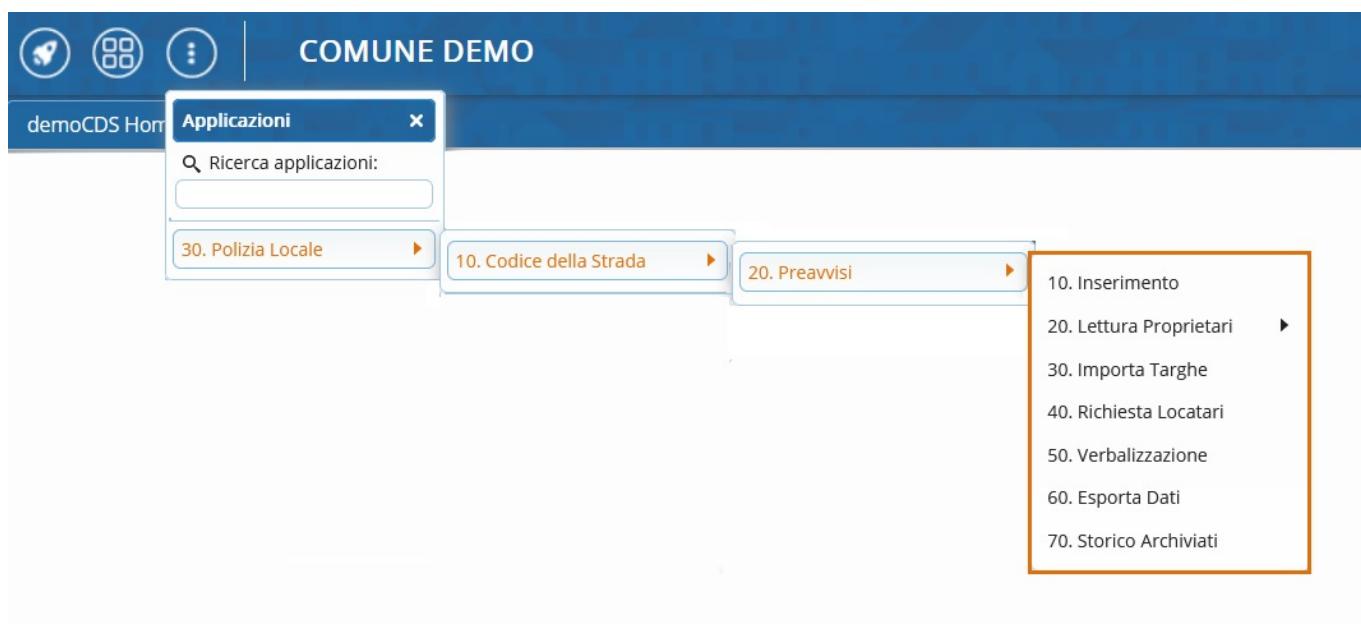 COMUNE DEMO
demoCDS Hom
Applicazioni
Ricerca applicazioni:
30. Polizia Locale
10. Codice della Strada
20. Preavvisi
10. Inserimento
20. Lettura Proprietari
30. Importa Targhe
40. Richiesta Locatari
50. Verbalizzazione
60. Esporta Dati
70. Storico Archiviati